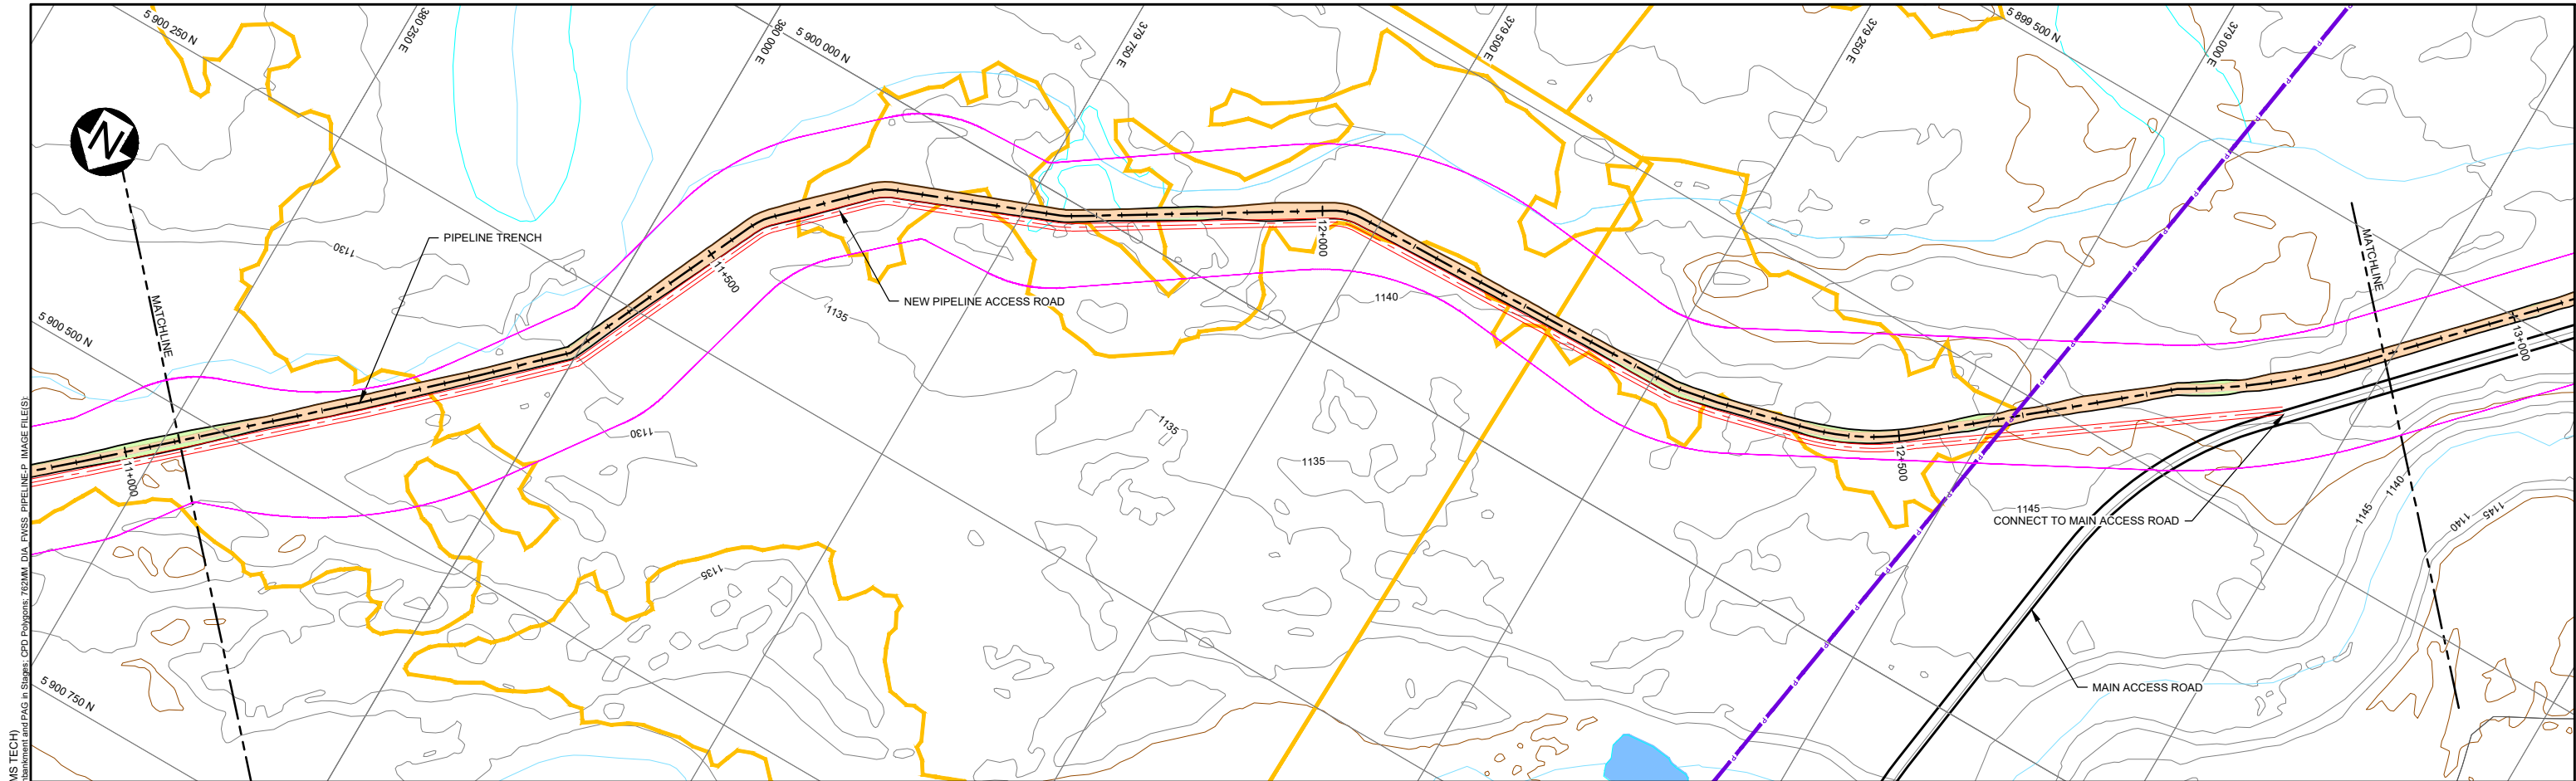 5 900 250 N
380 250 E
380 000 E
5 900 000 N
379 750 E
379 500 E
379 250 E
5 899 500 N
379 000 E
N
1130
PIPELINE TRENCH
MATCHLINE
5 900 500 N
11+000
11+500
NEW PIPELINE ACCESS ROAD
1135
12+000
1140
MATCHLINE
13+000
1130
1135
1135
12+500
1145
CONNECT TO MAIN ACCESS ROAD
1145
1140
1140
1145
1135
5 900 750 N
MAIN ACCESS ROAD
P P P P P P P P P P P P P P P P P P
MS TECH)
bankment and PAG in Stages; CPD Polygons; 762MM_DIA_FWSS_PIPELINE-P IMAGE FILE(S):